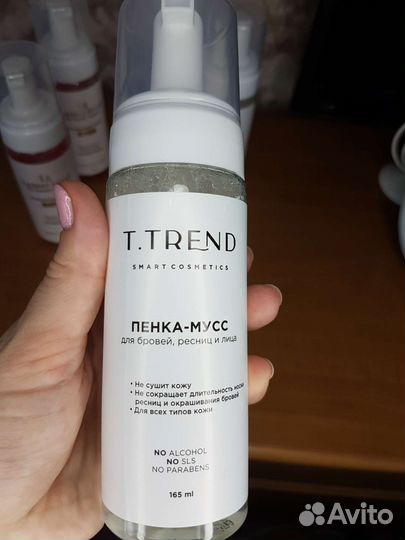 T.TREND
SMART COSMETICS
ПЕНКА-МУСС
для бровей, ресниц и лица
• Не сушит кожу
• Не сокращает длительность носки
ресниц и окрашивания бровей
• Для всех типов кожи
NO ALCOHOL
NO SLS
NO PARABENS
165 ml
Avito